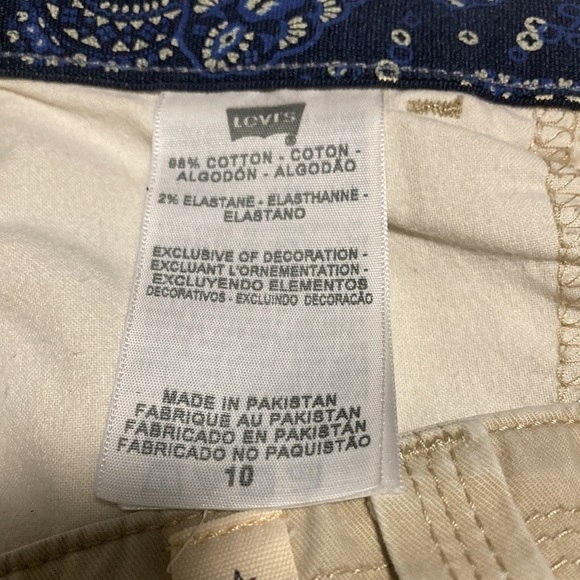 LEVI'S
98% COTTON - COTON -
ALGODÓN - ALGODÃO
2% ELASTANE - ELASTHANNE -
ELASTANO
EXCLUSIVE OF DECORATION -
EXCLUANT L'ORNEMENTATION -
EXCLUYENDO ELEMENTOS
DECORATIVOS - EXCLUINDO DECORAÇÃO
MADE IN PAKISTAN
FABRIQUE AU PAKISTAN
FABRICADO EN PAKISTÁN
FABRICADO NO PAQUISTÃO
10